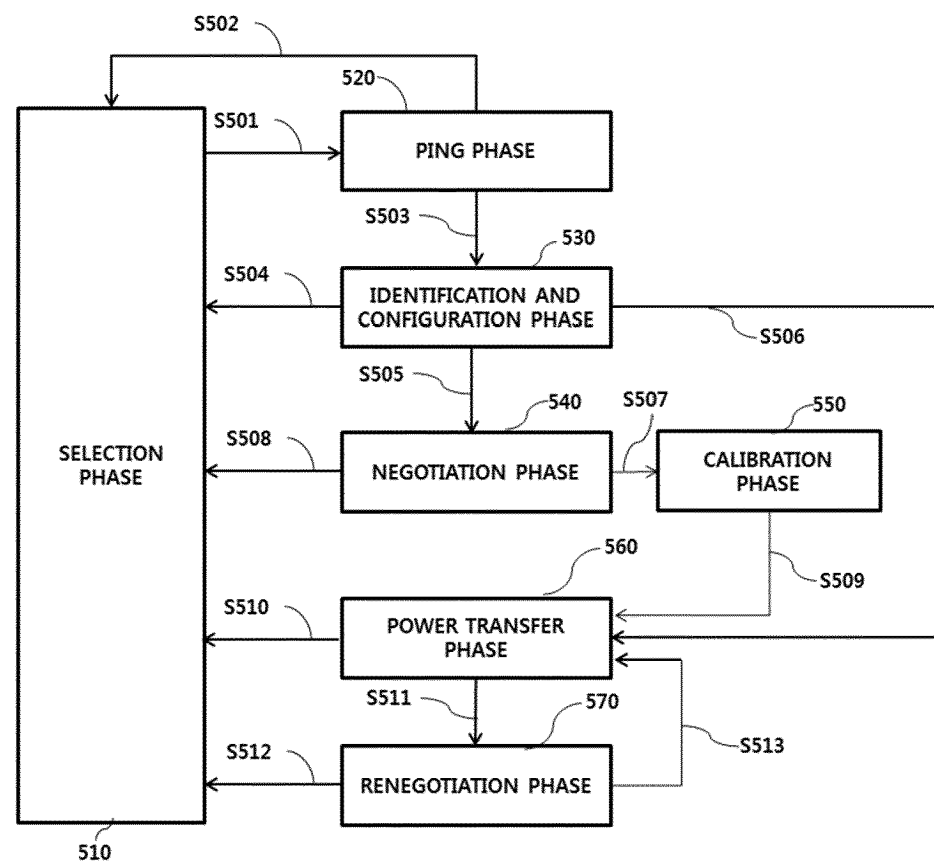 S502
520
S501
PING PHASE
S503
530
S504
IDENTIFICATION AND
CONFIGURATION PHASE
S506
S505
540
S507
550
S508
SELECTION
PHASE
NEGOTIATION PHASE
CALIBRATION
PHASE
560
S509
S510
POWER TRANSFER
PHASE
S511
570
S513
S512
RENEGOTIATION PHASE
510